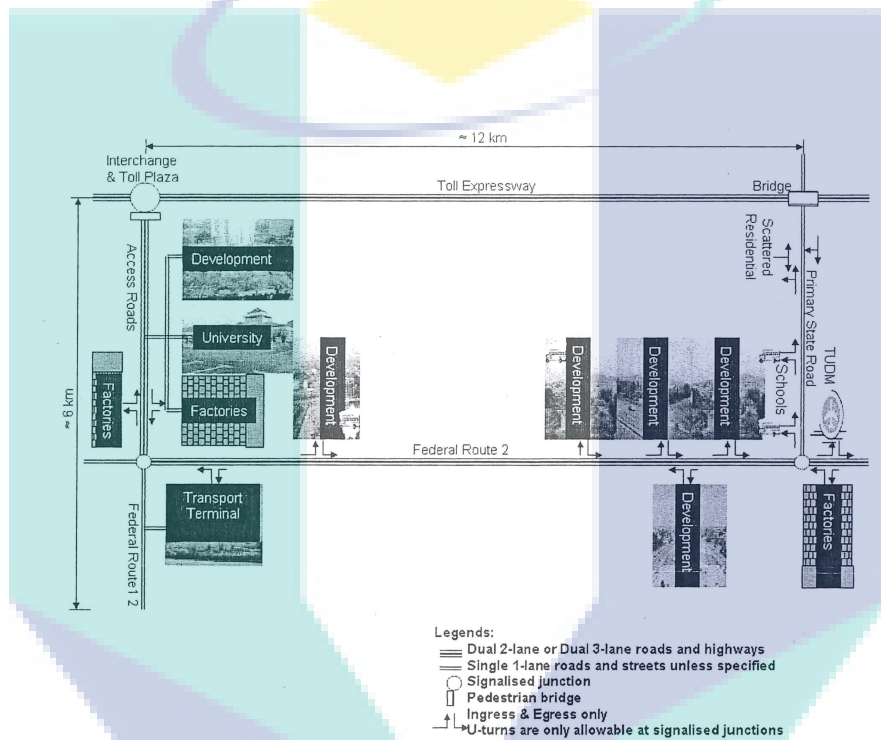 ≈ 12 km
Interchange
& Toll Plaza
Toll Expressway
Bridge
Scattered
Residential
Primary State Road
Access Roads
Development
University
Factories
Factories
≈ 6 km
Development
Development
Development
Development
Schools
TUDM
Federal Route 2
Transport
Terminal
Federal Route1 2
Development
Factories
Legends:
Dual 2-lane or Dual 3-lane roads and highways
Single 1-lane roads and streets unless specified
Signalised junction
Pedestrian bridge
Ingress & Egress only
U-turns are only allowable at signalised junctions